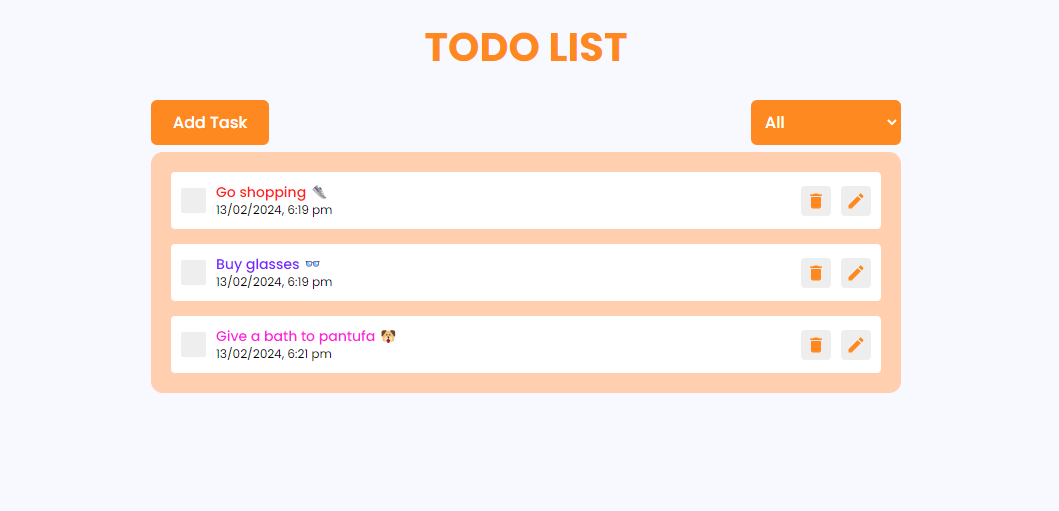 TODO LIST
Add Task
All
Go shopping 👟
13/02/2024, 6:19 pm
Buy glasses 👓
13/02/2024, 6:19 pm
Give a bath to pantufa 🐶
13/02/2024, 6:21 pm